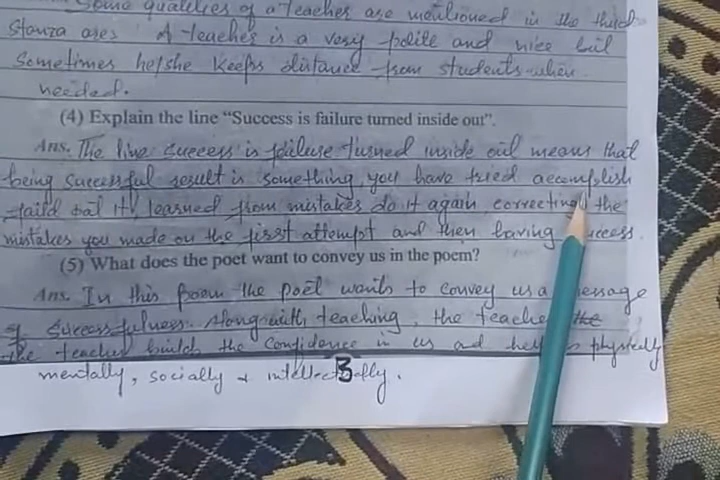 Some qualities of a teacher are mentioned in the third
Stanza ares A teacher is a very polite and nice but
Sometimes he/she keeps distance from students when
needed.
(4) Explain the line “Success is failure turned inside out”.
Ans. The line success is failure turned inside out means that
being successful result is something you have tried accomplish
faild at it, learned from mistakes do it again correcting the
mistakes you made on the first attempt and then having success.
(5) What does the poet want to convey us in the poem?
Ans. In this poem the poet wants to convey us a message
of Successfulness. Along with teaching, the teacher the
the teacher builds the confidence in us and physically
mentally, socially & intellectually.
3